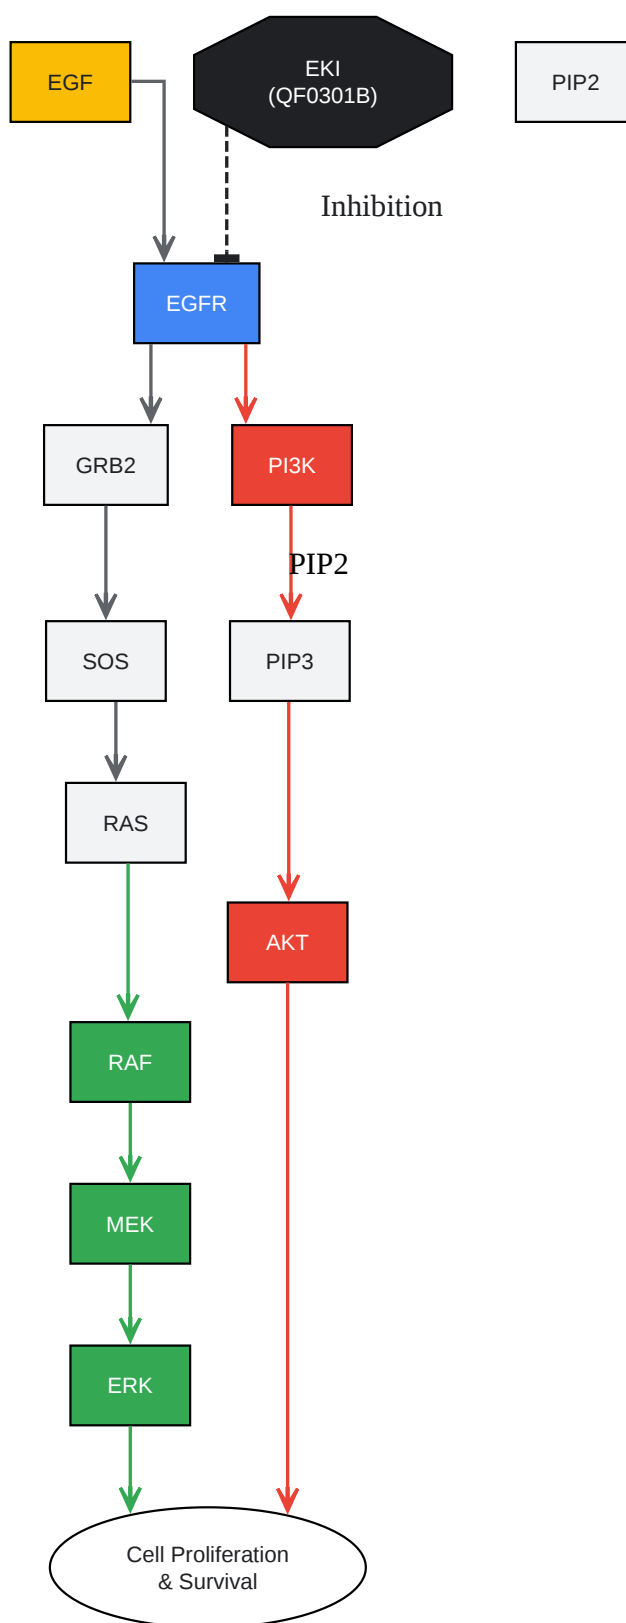 EGF
EKI
(QF0301B)
PIP2
Inhibition
EGFR
GRB2
PI3K
PIP2
SOS
PIP3
RAS
AKT
RAF
MEK
ERK
Cell Proliferation
& Survival